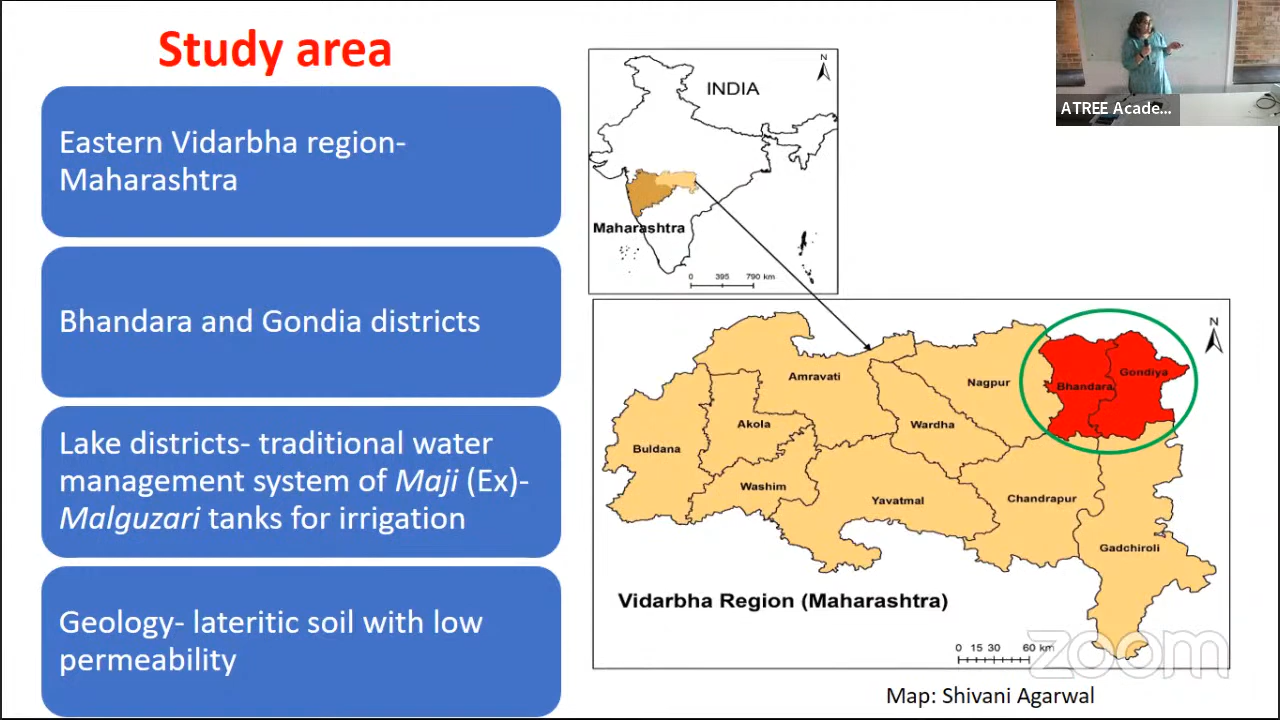 Study area
Eastern Vidarbha region-
Maharashtra
Bhandara and Gondia districts
Lake districts- traditional water
management system of Maji (Ex)-
Malguzari tanks for irrigation
Geology- lateritic soil with low
permeability
N
INDIA
Maharashtra
0 395 790 km
N
Amravati
Nagpur
Bhandara
Gondiya
Akola
Wardha
Buldana
Washim
Yavatmal
Chandrapur
Gadchiroli
Vidarbha Region (Maharashtra)
0 15 30 60 km
zoom
Map: Shivani Agarwal
ATREE Acade...